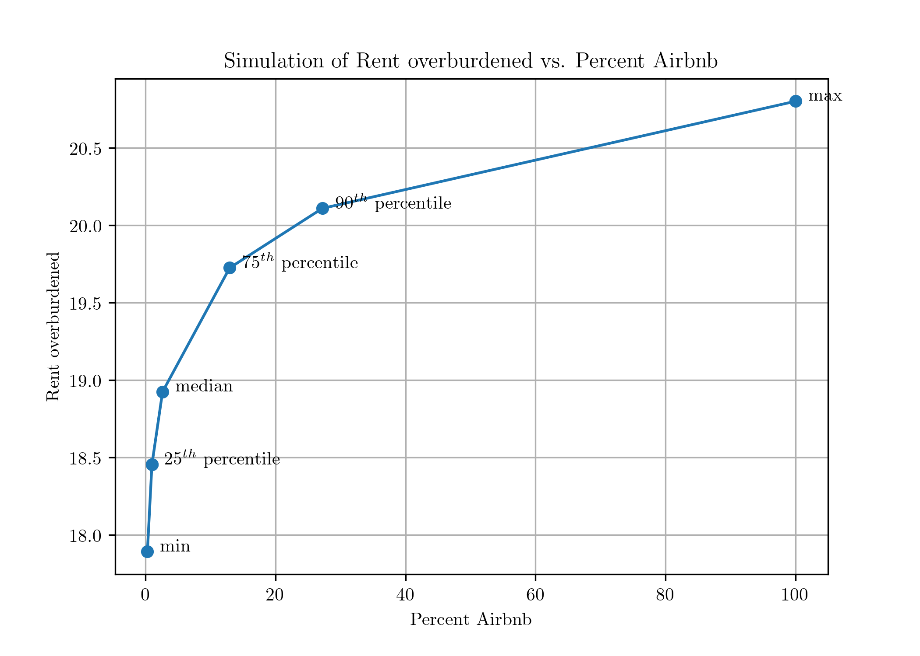 Simulation of Rent overburdened vs. Percent Airbnb
max
20.5
90th percentile
20.0
75th percentile
19.5
Rent overburdened
19.0
median
18.5
25th percentile
18.0
min
0 20 40 60 80 100
Percent Airbnb